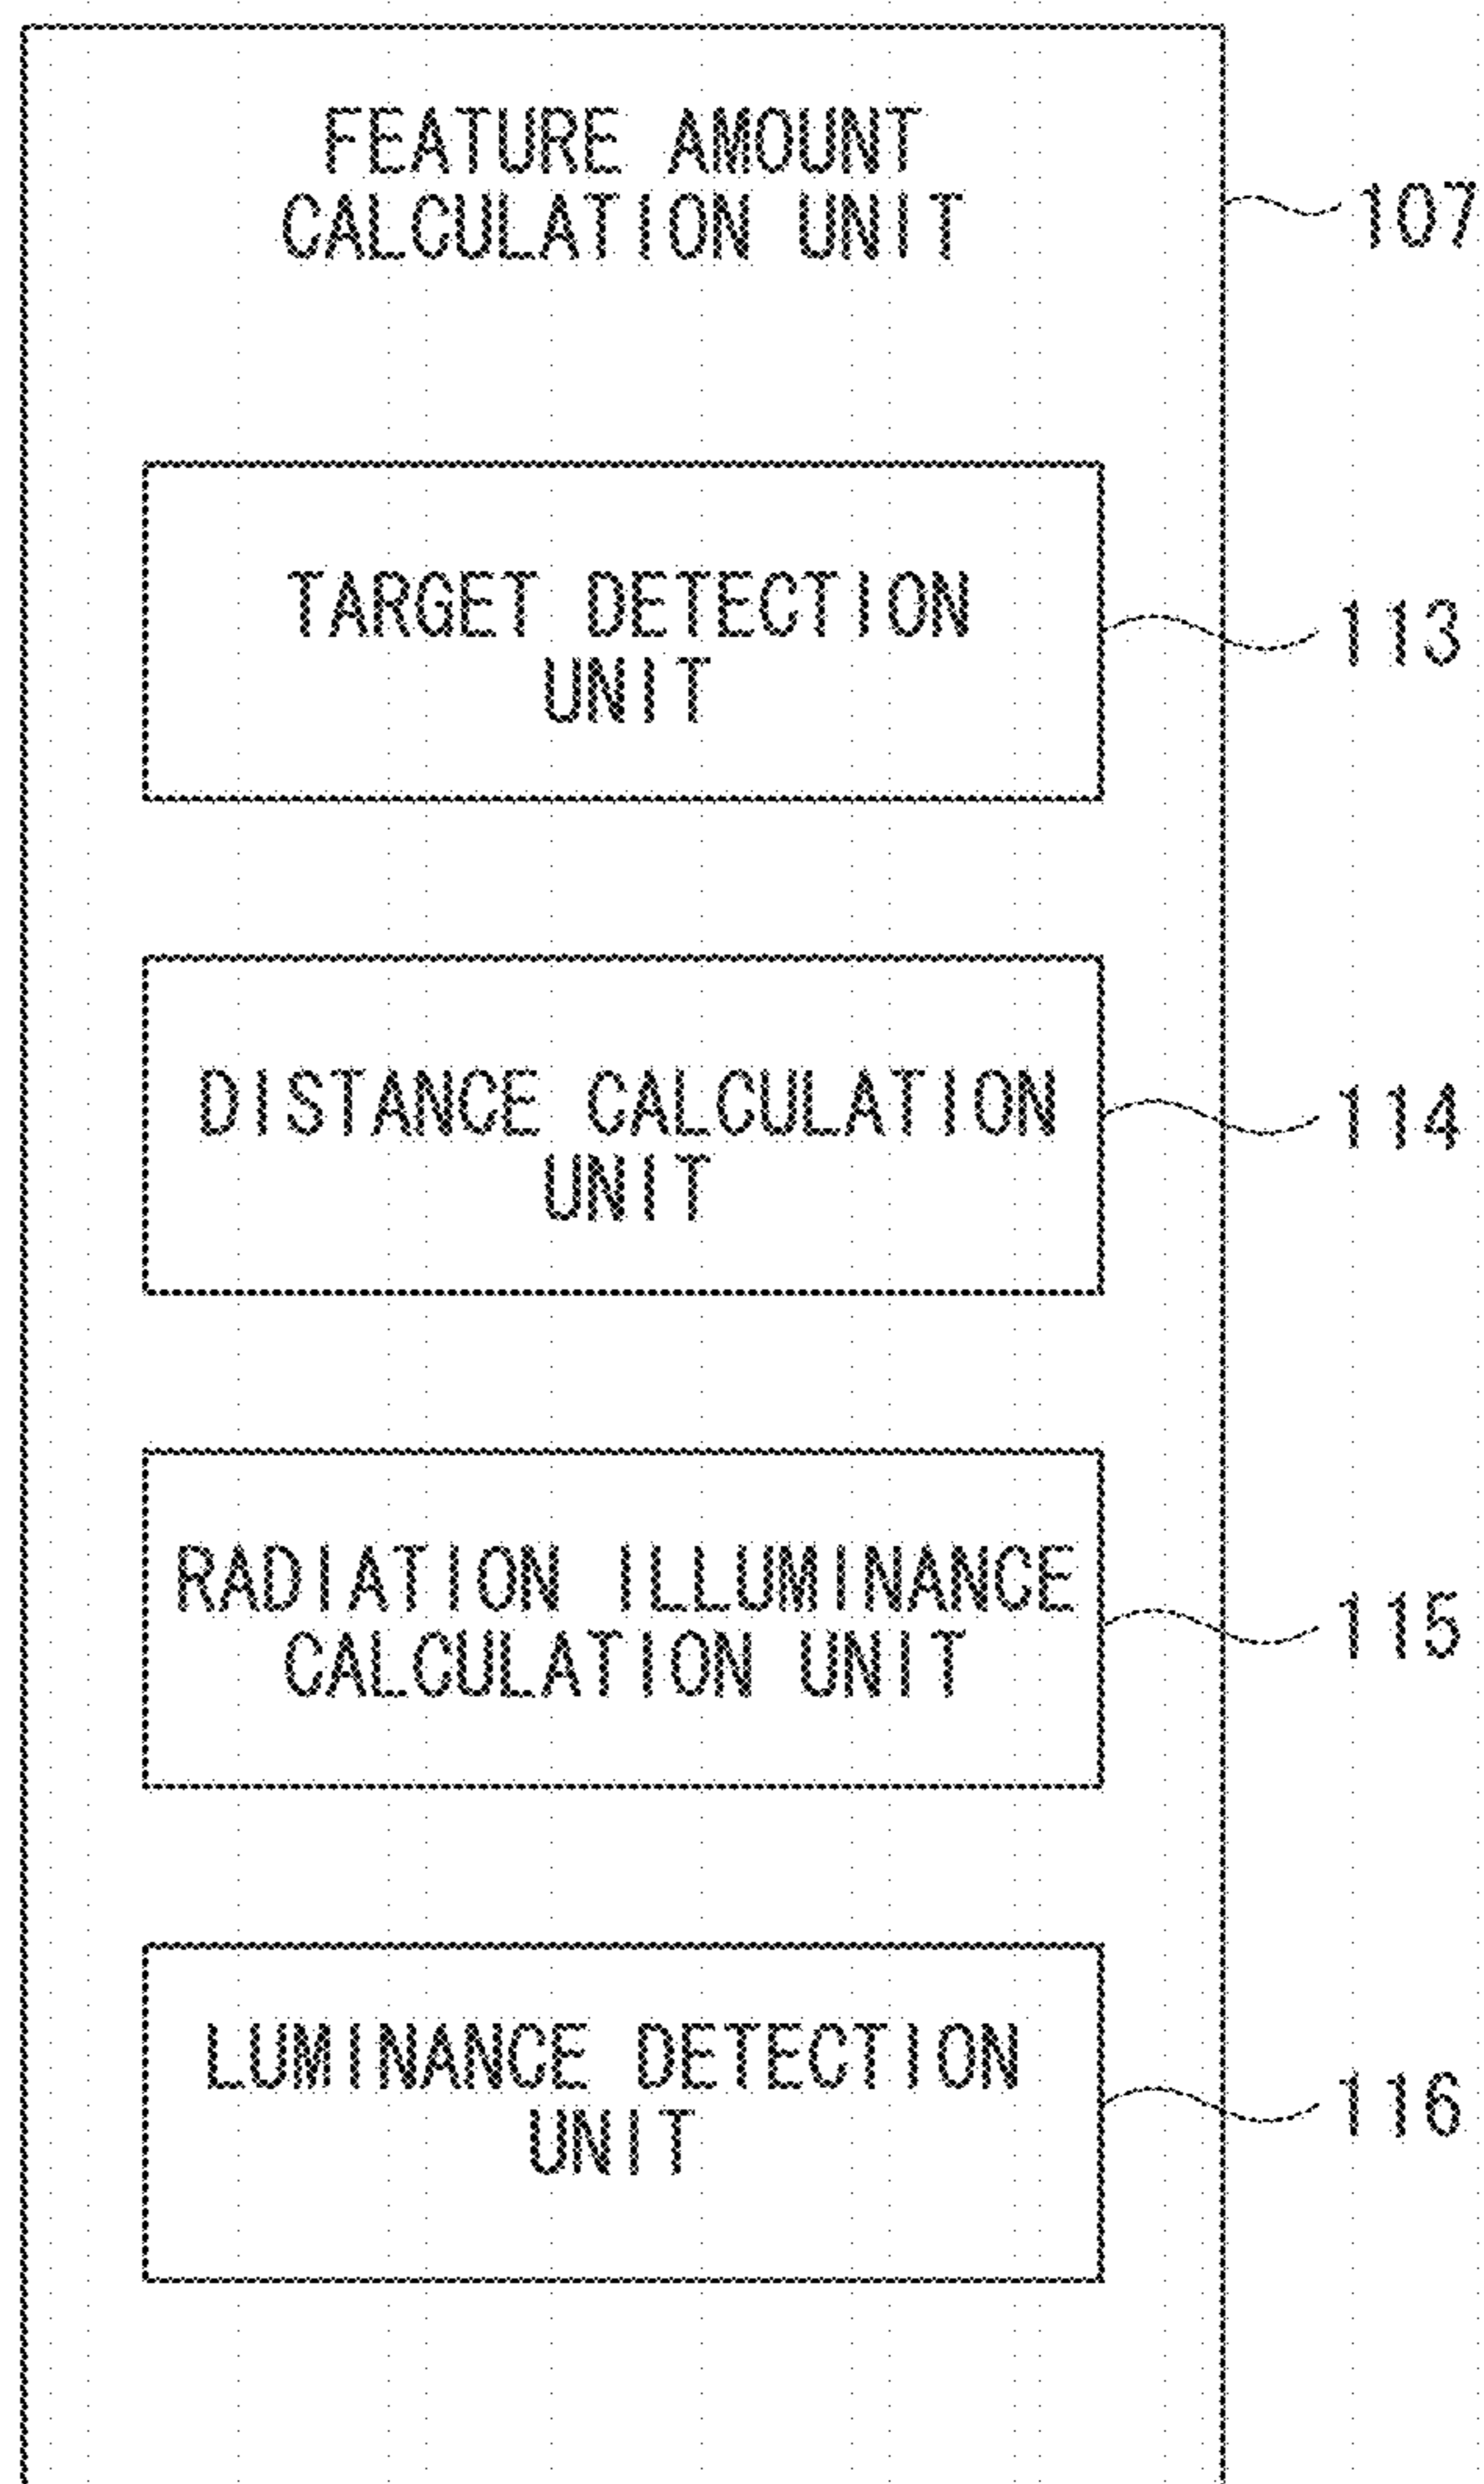 FEATURE AMOUNT
CALCULATION UNIT
107
TARGET DETECTION
UNIT
113
DISTANCE CALCULATION
UNIT
114
RADIATION ILLUMINANCE
CALCULATION UNIT
115
LUMINANCE DETECTION
UNIT
116